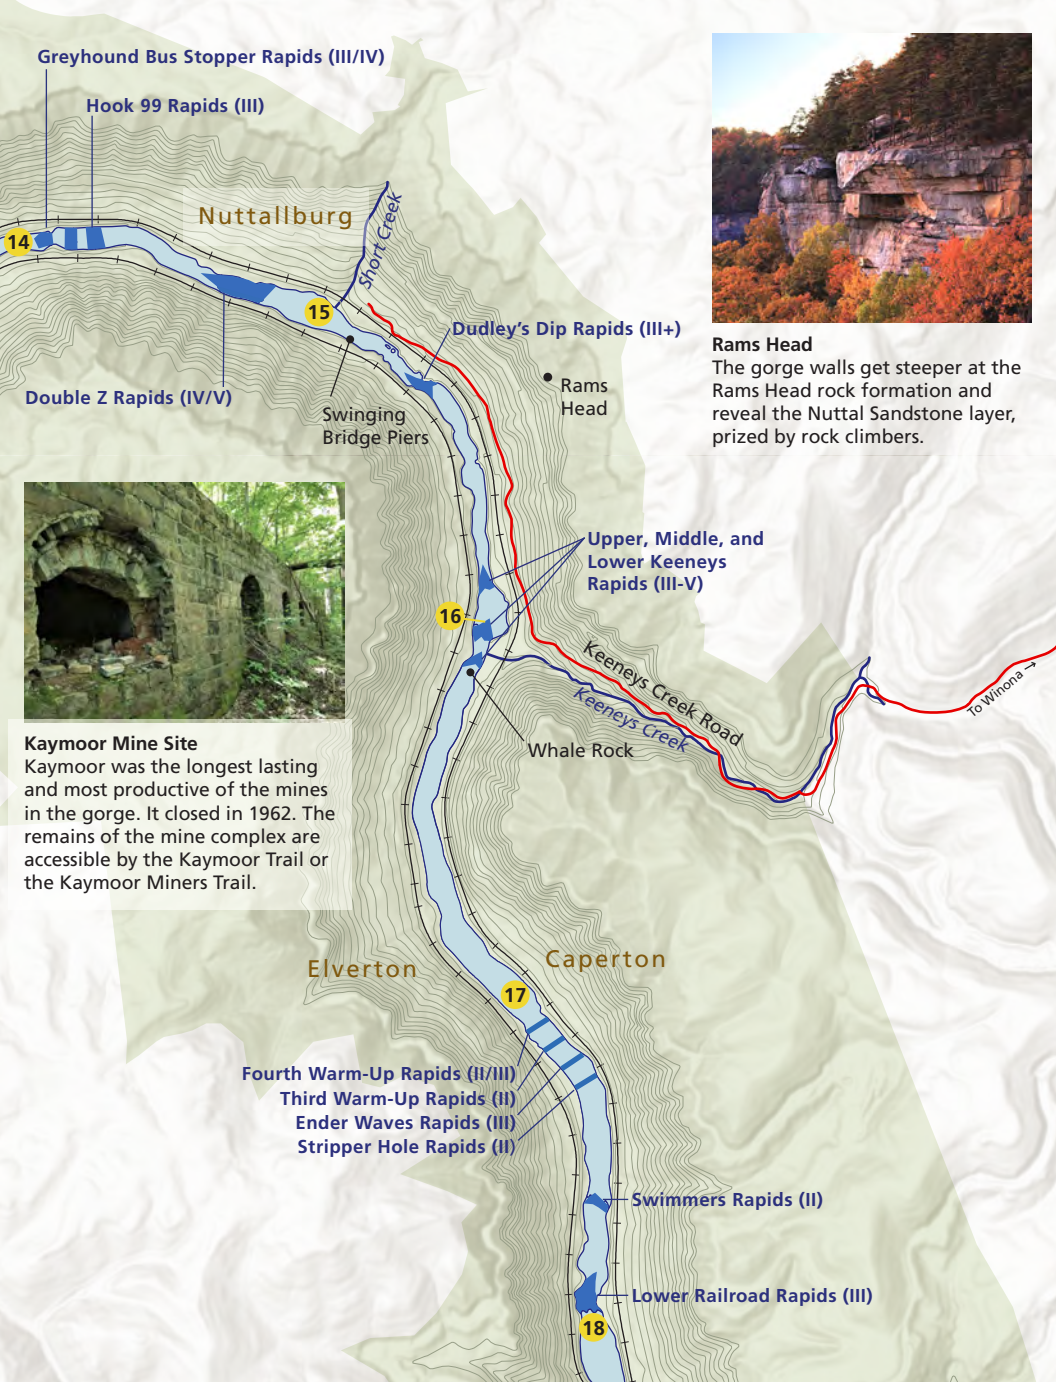 Greyhound Bus Stopper Rapids (III/IV)
Hook 99 Rapids (III)
Nuttallburg
Short Creek
14
15
Dudley's Dip Rapids (III+)
Double Z Rapids (IV/V)
Swinging
Bridge Piers
Rams
Head
Rams Head
The gorge walls get steeper at the
Rams Head rock formation and
reveal the Nuttal Sandstone layer,
prized by rock climbers.
Upper, Middle, and
Lower Keeneys
Rapids (III-V)
16
Keeneys Creek Road
Keeneys Creek
To Winona →
Whale Rock
Kaymoor Mine Site
Kaymoor was the longest lasting
and most productive of the mines
in the gorge. It closed in 1962. The
remains of the mine complex are
accessible by the Kaymoor Trail or
the Kaymoor Miners Trail.
Elverton
Caperton
17
Fourth Warm-Up Rapids (II/III)
Third Warm-Up Rapids (II)
Ender Waves Rapids (III)
Stripper Hole Rapids (II)
Swimmers Rapids (II)
Lower Railroad Rapids (III)
18